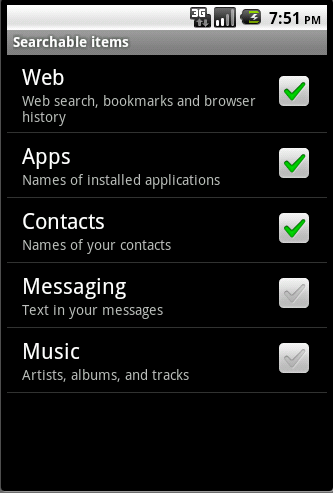 3G 7:51 PM
Searchable items
Web
Web search, bookmarks and browser
history
Apps
Names of installed applications
Contacts
Names of your contacts
Messaging
Text in your messages
Music
Artists, albums, and tracks